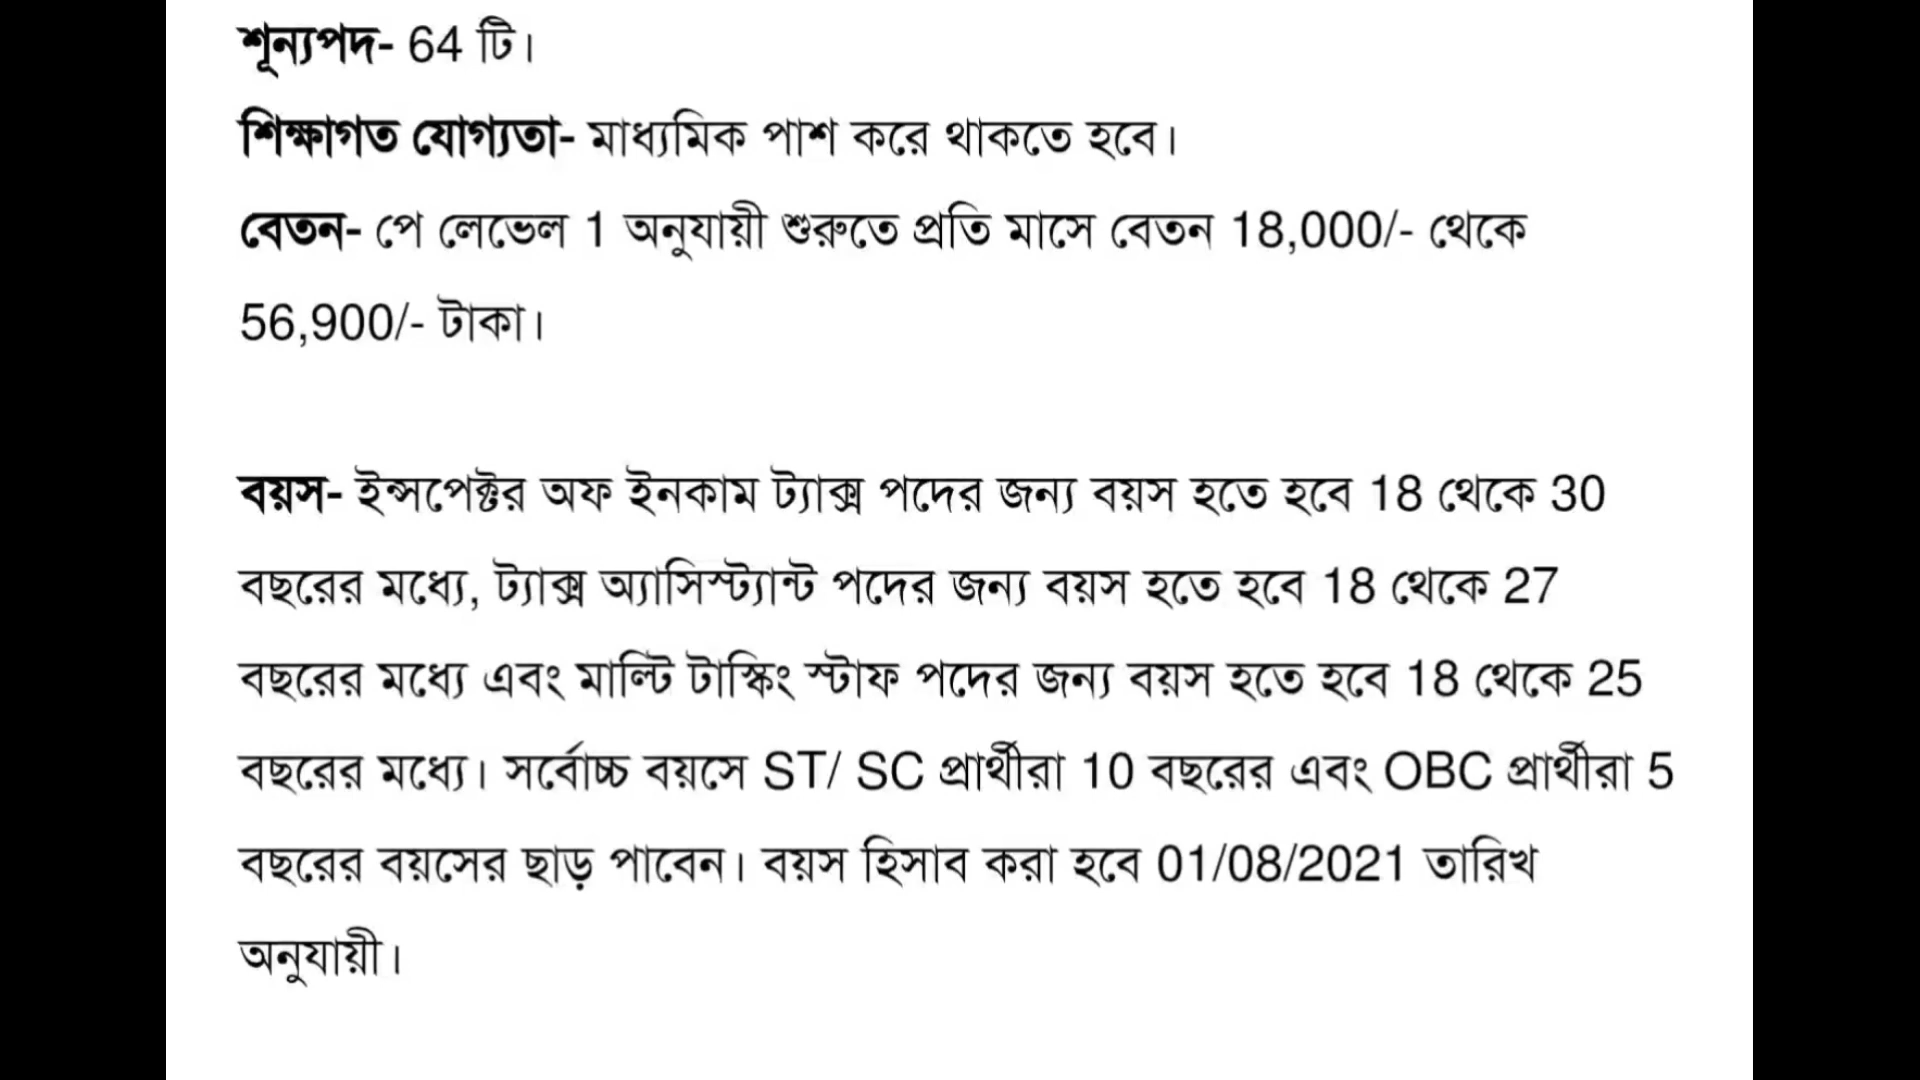 শূন্যপদ- 64 টি।
শিক্ষাগত যোগ্যতা- মাধ্যমিক পাশ করে থাকতে হবে।
বেতন- পে লেভেল 1 অনুযায়ী শুরুতে প্রতি মাসে বেতন 18,000/- থেকে
56,900/- টাকা।
বয়স- ইন্সপেক্টর অফ ইনকাম ট্যাক্স পদের জন্য বয়স হতে হবে 18 থেকে 30
বছরের মধ্যে, ট্যাক্স অ্যাসিস্ট্যান্ট পদের জন্য বয়স হতে হবে 18 থেকে 27
বছরের মধ্যে এবং মাল্টি টাস্কিং স্টাফ পদের জন্য বয়স হতে হবে 18 থেকে 25
বছরের মধ্যে। সর্বোচ্চ বয়সে ST/ SC প্রার্থীরা 10 বছরের এবং OBC প্রার্থীরা 5
বছরের বয়সের ছাড় পাবেন। বয়স হিসাব করা হবে 01/08/2021 তারিখ
অনুযায়ী।